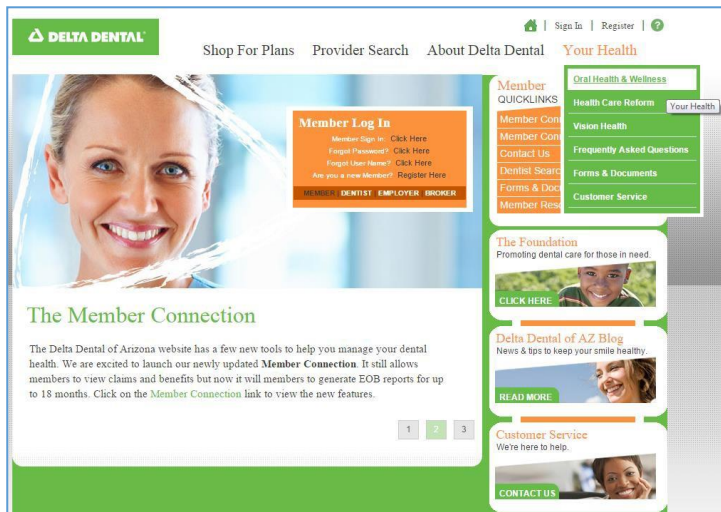 DELTA DENTAL®
Sign In | Register | ?
Shop For Plans Provider Search About Delta Dental Your Health
Member
QUICKLINKS
Member
Member
Contact Us
Dentist
Forms &
Member
Oral Health & Wellness
Health Care Reform
Your Health
Vision Health
Frequently Asked Questions
Forms & Documents
Customer Service
Member Log In
Member Sign in: Click Here
Forgot Password? Click Here
Forgot User Name? Click Here
Are you a new Member? Register Here
MEMBER | DENTIST | EMPLOYER | BROKER
The Member Connection
The Delta Dental of Arizona website has a few new tools to help you manage your dental
health. We are excited to launch our newly updated Member Connection. It still allows
members to view claims and benefits but now it will members to generate EOB reports for up
to 18 months. Click on the Member Connection link to view the new features.
1 2 3
The Foundation
Promoting dental care for those in need.
CLICK HERE
Delta Dental of AZ Blog
News & tips to keep your smile healthy.
READ MORE
Customer Service
We're here to help.
CONTACT US